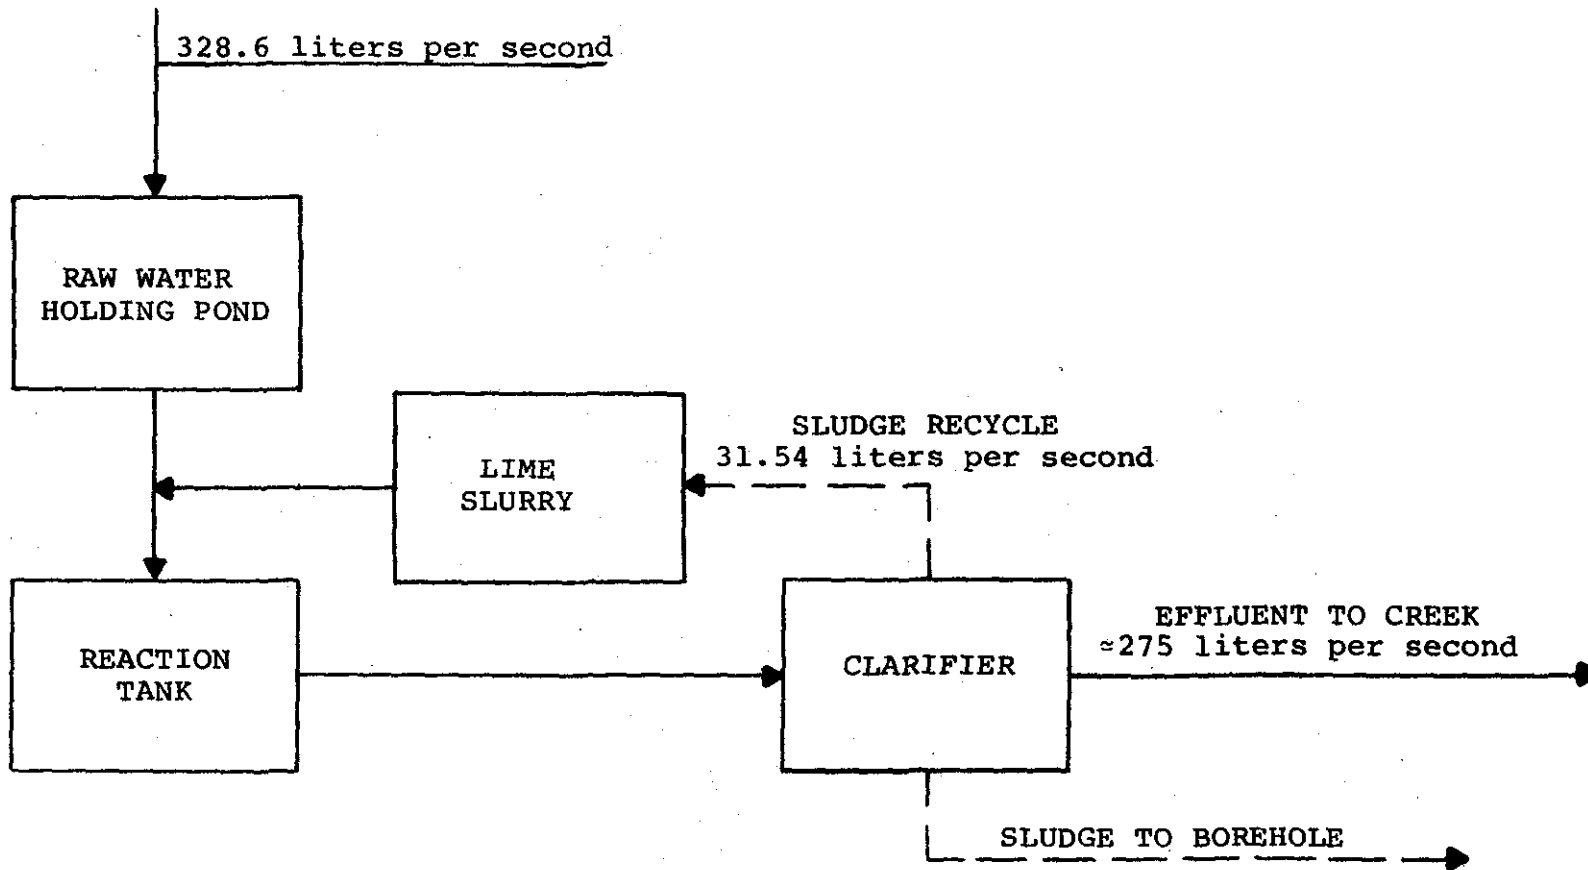 328.6 liters per second
RAW WATER
HOLDING POND
LIME
SLURRY
SLUDGE RECYCLE
31.54 liters per second
REACTION
TANK
CLARIFIER
EFFLUENT TO CREEK
≃275 liters per second
SLUDGE TO BOREHOLE